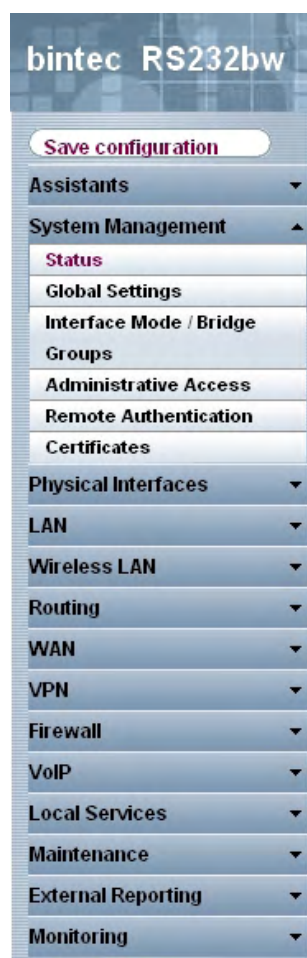 bintec RS232bw
Save configuration
Assistants
System Management
Status
Global Settings
Interface Mode / Bridge
Groups
Administrative Access
Remote Authentication
Certificates
Physical Interfaces
LAN
Wireless LAN
Routing
WAN
VPN
Firewall
VoIP
Local Services
Maintenance
External Reporting
Monitoring